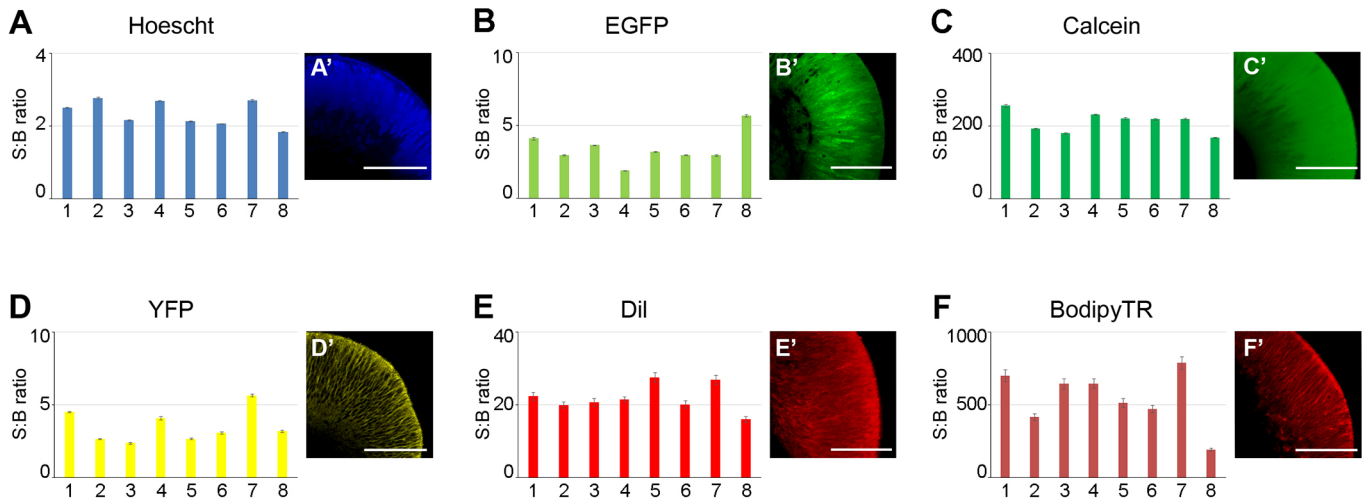 A Hoescht
S:B ratio
4
2
0
1 2 3 4 5 6 7 8
A'
B EGFP
S:B ratio
10
5
0
1 2 3 4 5 6 7 8
B'
C Calcein
S:B ratio
400
200
0
1 2 3 4 5 6 7 8
C'
D YFP
S:B ratio
10
5
0
1 2 3 4 5 6 7 8
D'
E DiI
S:B ratio
40
20
0
1 2 3 4 5 6 7 8
E'
F BodipyTR
S:B ratio
1000
500
0
1 2 3 4 5 6 7 8
F'